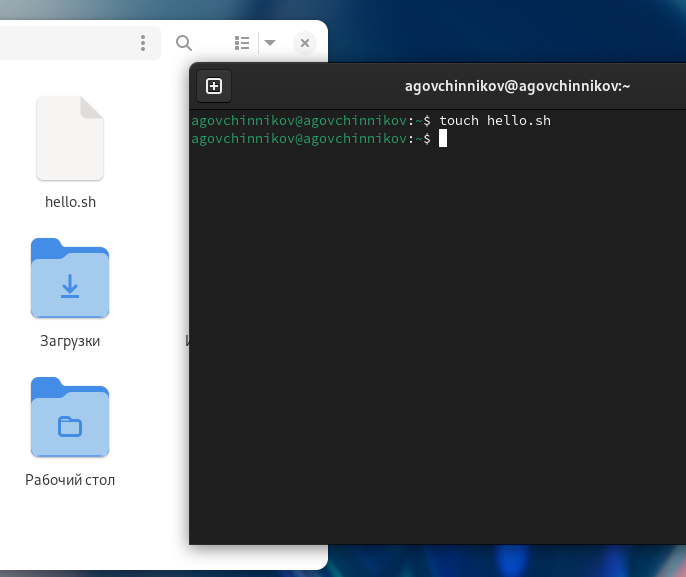 agovchinnikov@agovchinnikov:~
agovchinnikov@agovchinnikov:~$ touch hello.sh
agovchinnikov@agovchinnikov:~$
hello.sh
Загрузки
Рабочий стол